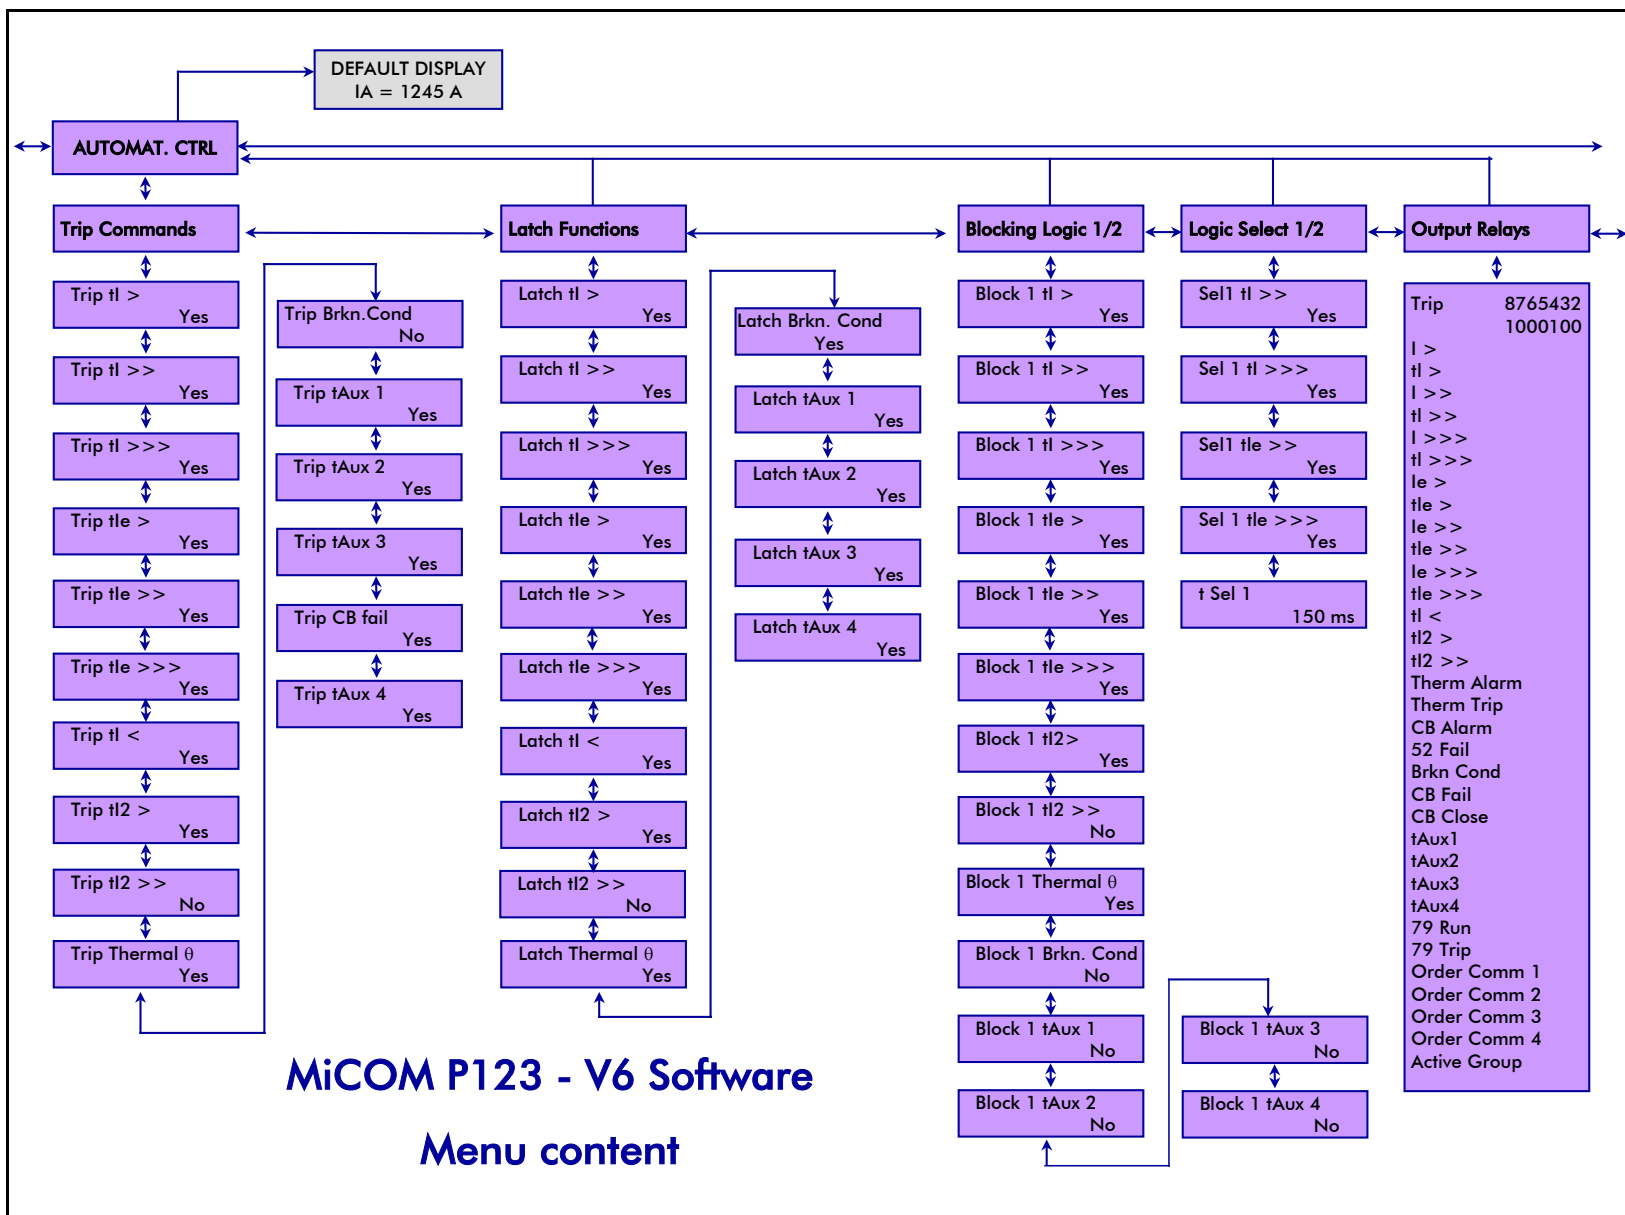 DEFAULT DISPLAY
IA = 1245 A
AUTOMAT. CTRL
Trip Commands
Trip tI >
Yes
Trip tI >>
Yes
Trip tI >>>
Yes
Trip tIe >
Yes
Trip tIe >>
Yes
Trip tIe >>>
Yes
Trip tI <
Yes
Trip tI2 >
Yes
Trip tI2 >>
No
Trip Thermal θ
Yes
Trip Brkn.Cond
No
Trip tAux 1
Yes
Trip tAux 2
Yes
Trip tAux 3
Yes
Trip CB fail
Yes
Trip tAux 4
Yes
Latch Functions
Latch tI >
Yes
Latch tI >>
Yes
Latch tI >>>
Yes
Latch tIe >
Yes
Latch tIe >>
Yes
Latch tIe >>>
Yes
Latch tI <
Yes
Latch tI2 >
Yes
Latch tI2 >>
No
Latch Thermal θ
Yes
Latch Brkn. Cond
Yes
Latch tAux 1
Yes
Latch tAux 2
Yes
Latch tAux 3
Yes
Latch tAux 4
Yes
Blocking Logic 1/2
Block 1 tI >
Yes
Block 1 tI >>
Yes
Block 1 tI >>>
Yes
Block 1 tIe >
Yes
Block 1 tIe >>
Yes
Block 1 tIe >>>
Yes
Block 1 tI2>
Yes
Block 1 tI2 >>
No
Block 1 Thermal θ
Yes
Block 1 Brkn. Cond
No
Block 1 tAux 1
No
Block 1 tAux 2
No
Block 1 tAux 3
No
Block 1 tAux 4
No
Logic Select 1/2
Sel1 tI >>
Yes
Sel 1 tI >>>
Yes
Sel1 tIe >>
Yes
Sel 1 tIe >>>
Yes
t Sel 1
150 ms
Output Relays
Trip 8765432
1000100
I >
tI >
I >>
tI >>
I >>>
tI >>>
Ie >
tIe >
Ie >>
tIe >>
Ie >>>
tIe >>>
tI <
tI2 >
tI2 >>
Therm Alarm
Therm Trip
CB Alarm
52 Fail
Brkn Cond
CB Fail
CB Close
tAux1
tAux2
tAux3
tAux4
79 Run
79 Trip
Order Comm 1
Order Comm 2
Order Comm 3
Order Comm 4
Active Group
MiCOM P123 - V6 Software
Menu content